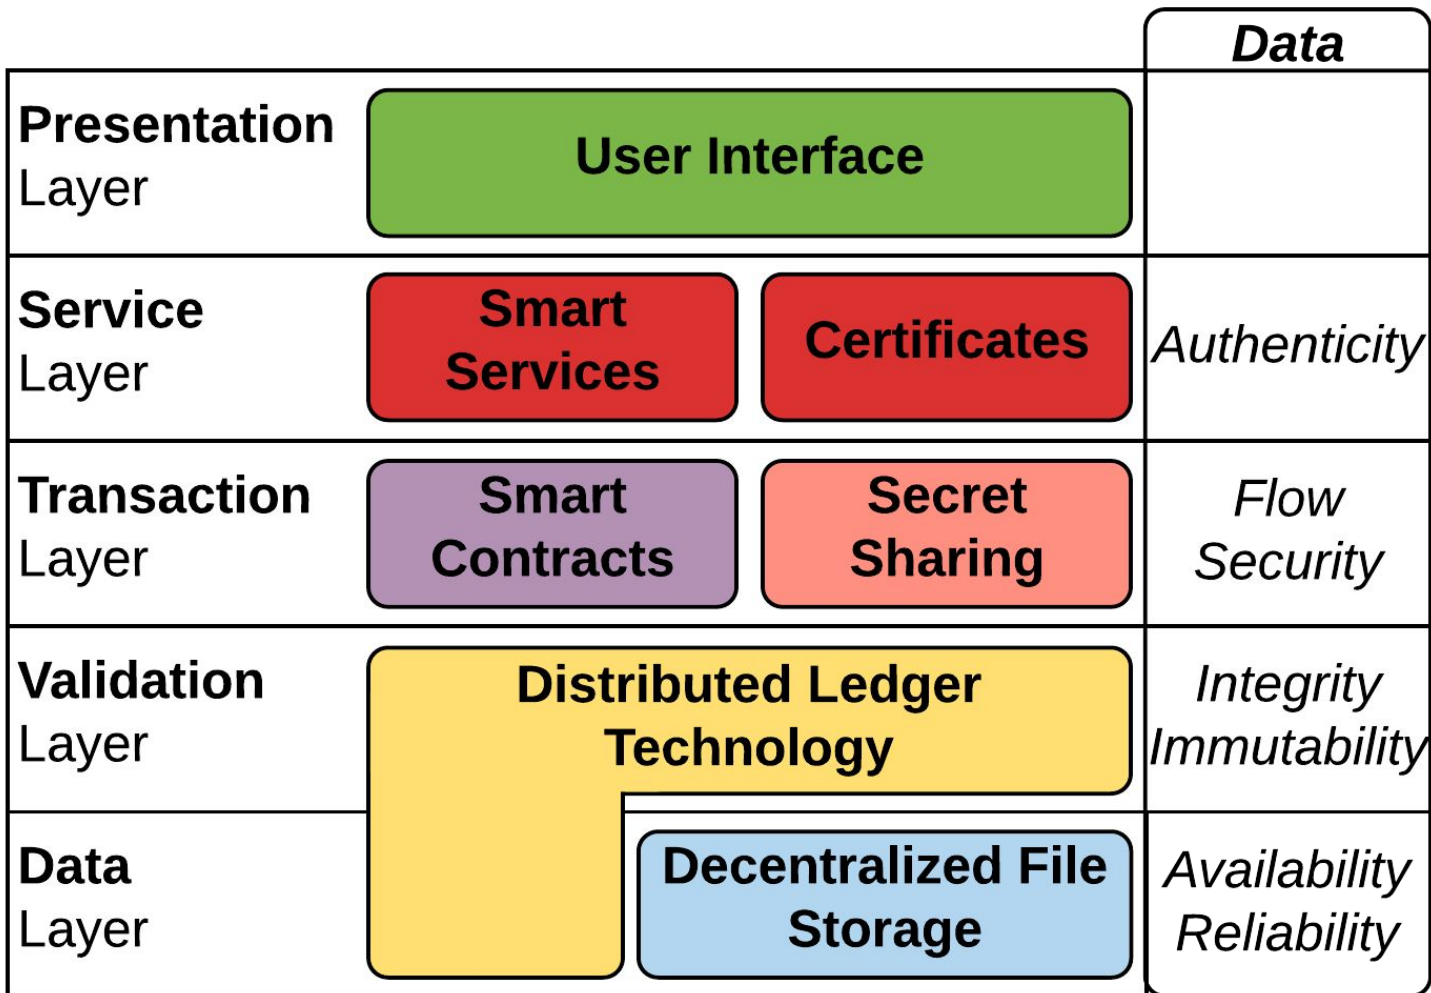 Data
Presentation
Layer
User Interface
Service
Layer
Smart
Services
Certificates
Authenticity
Transaction
Layer
Smart
Contracts
Secret
Sharing
Flow
Security
Validation
Layer
Distributed Ledger
Technology
Integrity
Immutability
Data
Layer
Decentralized File
Storage
Availability
Reliability